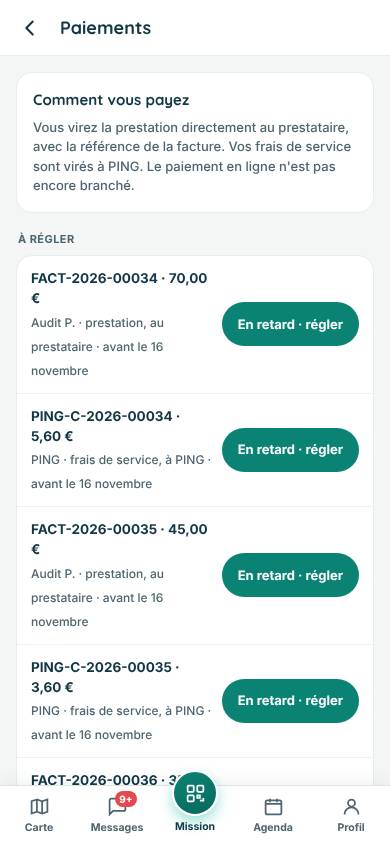 Paiements
Comment vous payez
Vous virez la prestation directement au prestataire,
avec la référence de la facture. Vos frais de service
sont virés à PING. Le paiement en ligne n'est pas
encore branché.
À RÉGLER
FACT-2026-00034 · 70,00
€
Audit P. · prestation, au
prestataire · avant le 16
novembre
En retard · régler
PING-C-2026-00034 ·
5,60 €
PING · frais de service, à PING ·
avant le 16 novembre
En retard · régler
FACT-2026-00035 · 45,00
€
Audit P. · prestation, au
prestataire · avant le 16
novembre
En retard · régler
PING-C-2026-00035 ·
3,60 €
PING · frais de service, à PING ·
avant le 16 novembre
En retard · régler
FACT-2026-00036 ·
9+
Carte
Messages
Mission
Agenda
Profil